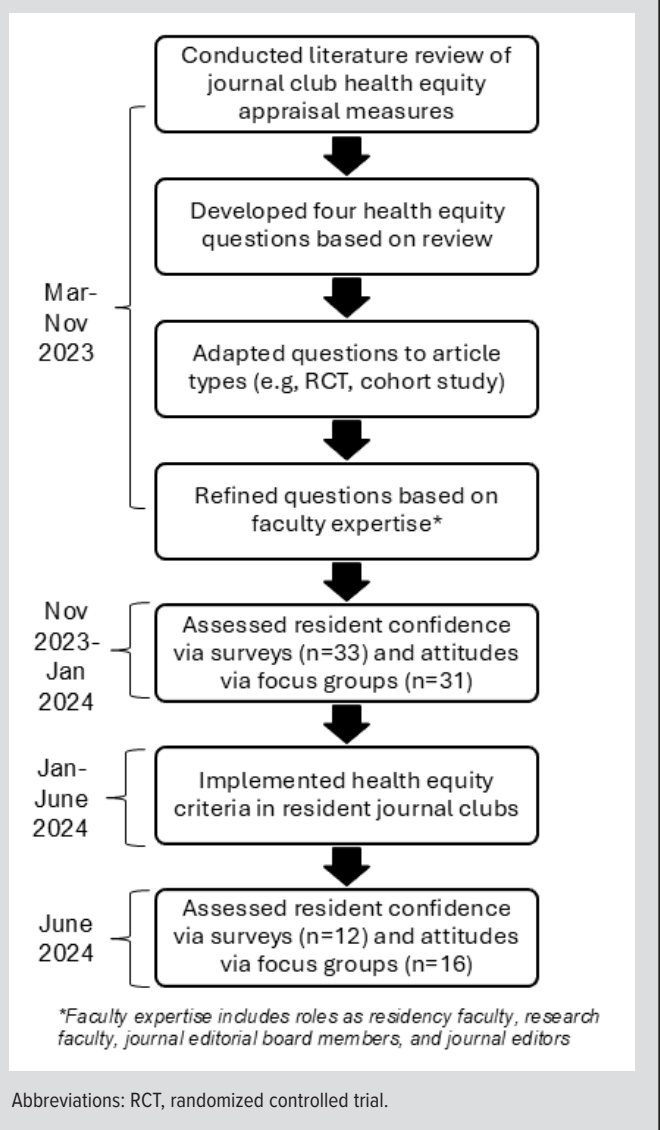 Conducted literature review of
journal club health equity
appraisal measures
Developed four health equity
questions based on review
Mar-
Nov
2023
Adapted questions to article
types (e.g, RCT, cohort study)
Refined questions based on
faculty expertise*
Nov
2023-
Jan
2024
Assessed resident confidence
via surveys (n=33) and attitudes
via focus groups (n=31)
Jan-
June
2024
Implemented health equity
criteria in resident journal clubs
June
2024
Assessed resident confidence
via surveys (n=12) and attitudes
via focus groups (n=16)
*Faculty expertise includes roles as residency faculty, research
faculty, journal editorial board members, and journal editors
Abbreviations: RCT, randomized controlled trial.